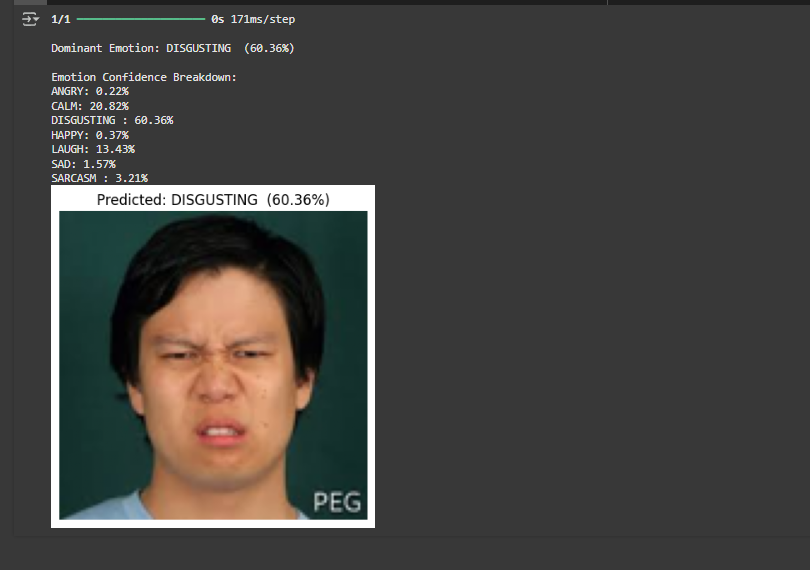 1/1 ━━━━━━━━━━━━━━━━━━━━ 0s 171ms/step
Dominant Emotion: DISGUSTING  (60.36%)
Emotion Confidence Breakdown:
ANGRY: 0.22%
CALM: 20.82%
DISGUSTING : 60.36%
HAPPY: 0.37%
LAUGH: 13.43%
SAD: 1.57%
SARCASM : 3.21%
Predicted: DISGUSTING  (60.36%)
PEG